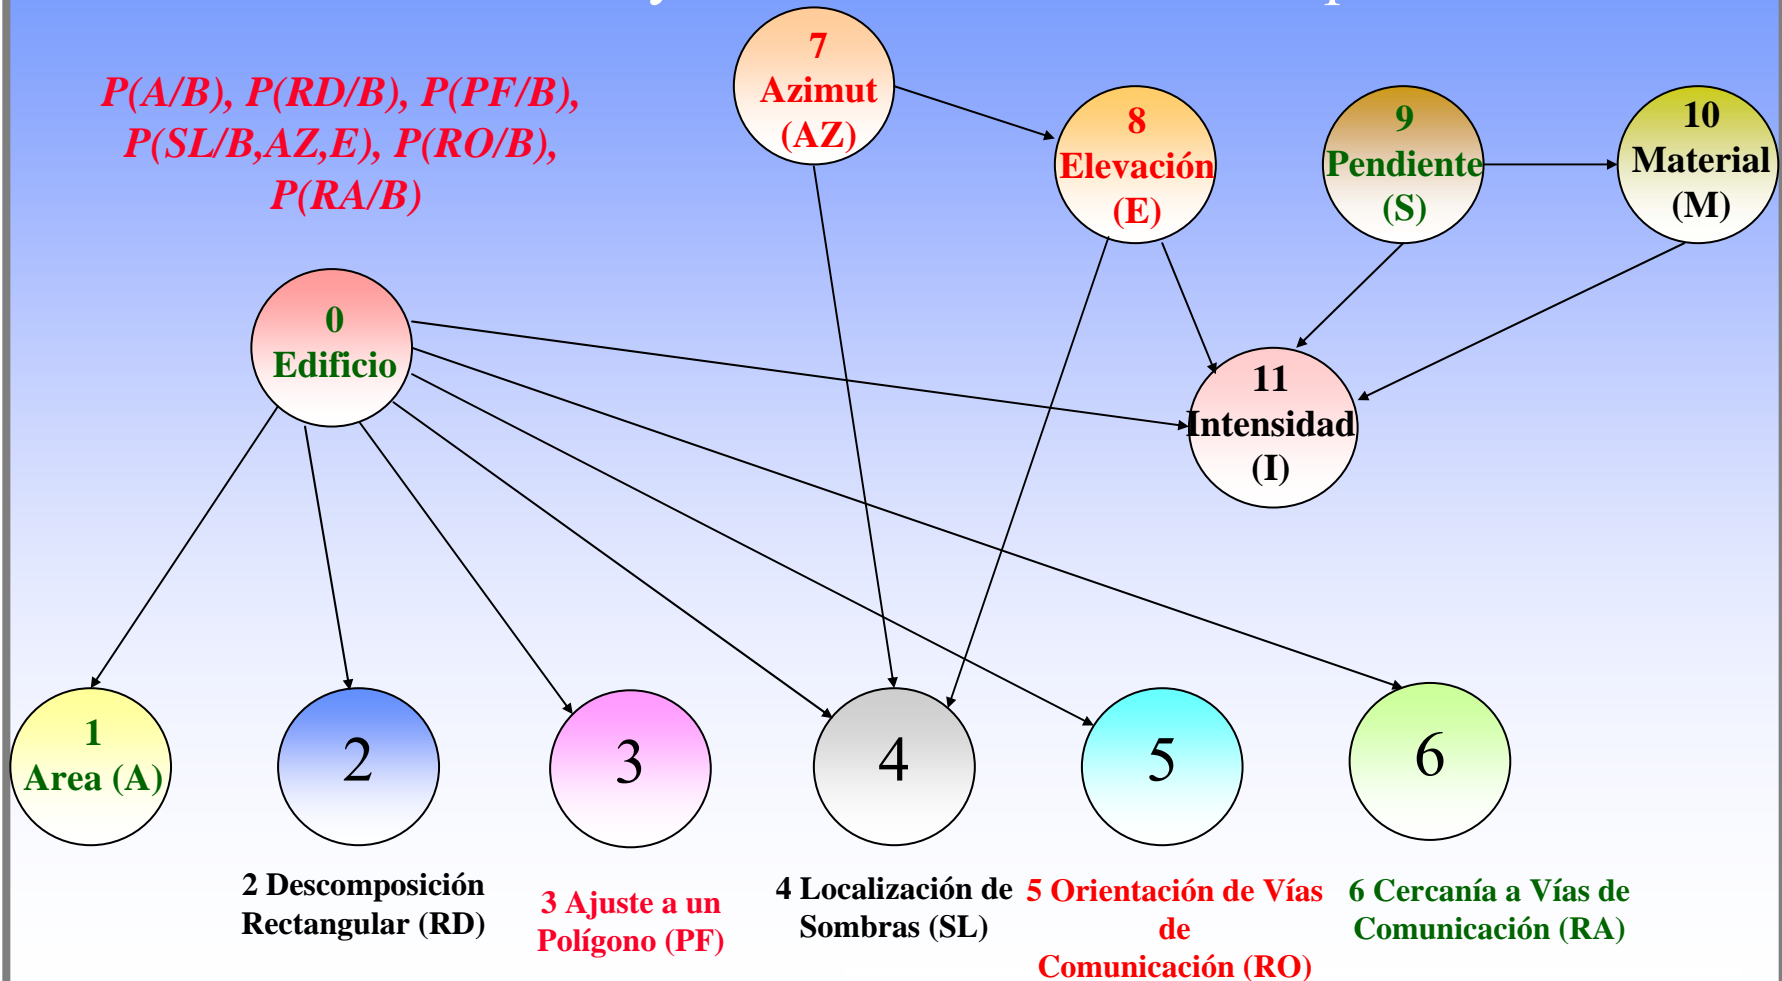 P(A/B), P(RD/B), P(PF/B),
P(SL/B,AZ,E), P(RO/B),
P(RA/B)
7
Azimut
(AZ)
8
Elevación
(E)
9
Pendiente
(S)
10
Material
(M)
0
Edificio
11
Intensidad
(I)
1
Area (A)
2
3
4
5
6
2 Descomposición
Rectangular (RD)
3 Ajuste a un
Polígono (PF)
4 Localización de
Sombras (SL)
5 Orientación de Vías
de
Comunicación (RO)
6 Cercanía a Vías de
Comunicación (RA)